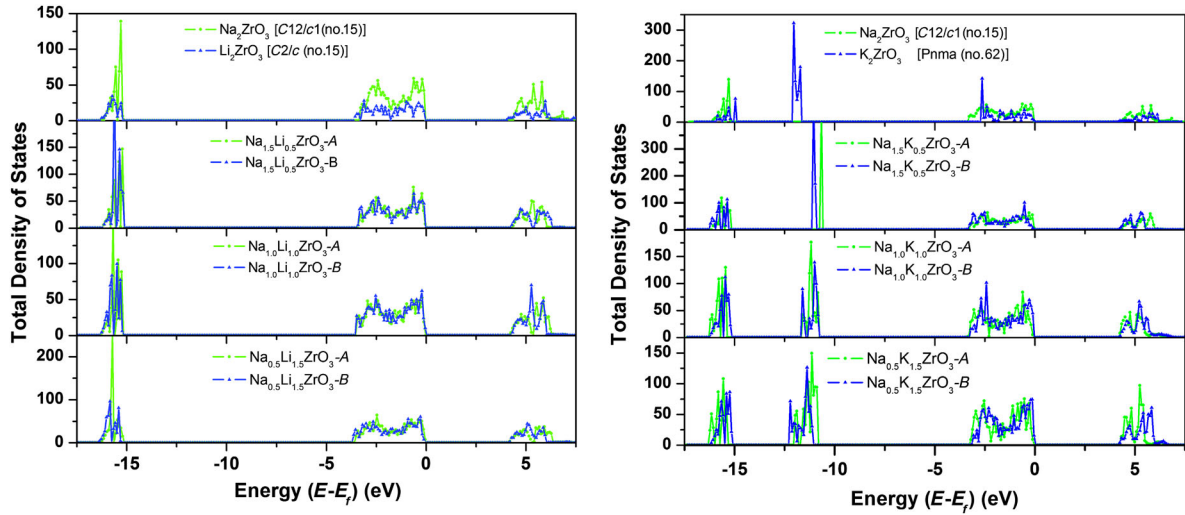 Total Density of States
150
100
50
0
Na₂ZrO₃ [C12/c1(no.15)]
Li₂ZrO₃ [C2/c (no.15)]
150
100
50
0
Na₁.₅Li₀.₅ZrO₃-A
Na₁.₅Li₀.₅ZrO₃-B
100
50
0
Na₁.₀Li₁.₀ZrO₃-A
Na₁.₀Li₁.₀ZrO₃-B
200
150
100
50
0
Na₀.₅Li₁.₅ZrO₃-A
Na₀.₅Li₁.₅ZrO₃-B
-15 -10 -5 0 5
Energy (E-E_f) (eV)
Total Density of States
300
200
100
0
Na₂ZrO₃ [C12/c1(no.15)]
K₂ZrO₃ [Pnma (no.62)]
300
200
100
0
Na₁.₅K₀.₅ZrO₃-A
Na₁.₅K₀.₅ZrO₃-B
150
100
50
0
Na₁.₀K₁.₀ZrO₃-A
Na₁.₀K₁.₀ZrO₃-B
150
100
50
0
Na₀.₅K₁.₅ZrO₃-A
Na₀.₅K₁.₅ZrO₃-B
-15 -10 -5 0 5
Energy (E-E_f) (eV)